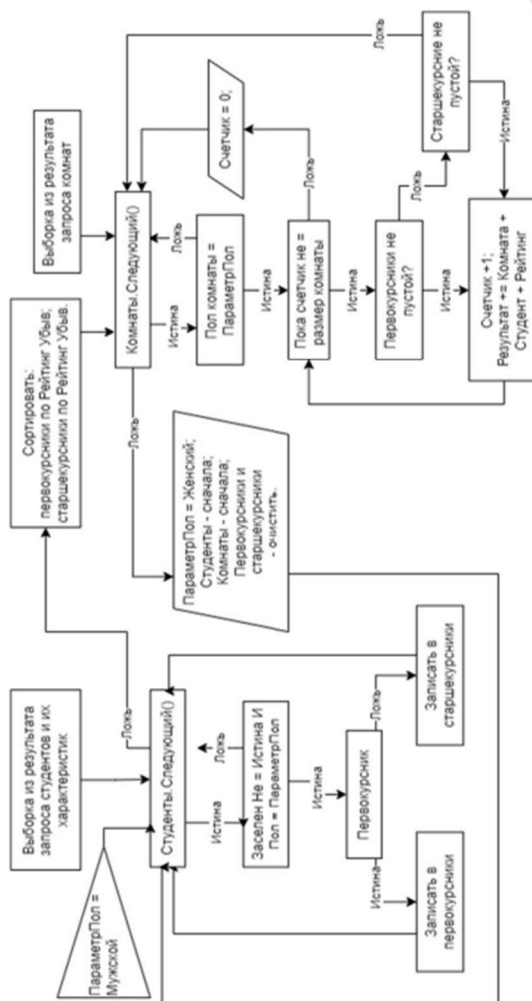 ПараметрПол =
Мужской
Выборка из результата
запроса студентов и их
характеристик
Студенты.Следующий()
Ложь
Истина
Заселен Не = Истина И
Пол = ПараметрПол
Ложь
Истина
Первокурсник
Истина
Ложь
Записать в
первокурсники
Записать в
старшекурсники
Сортировать:
первокурсники по Рейтинг Убыв;
старшекурсники по Рейтинг Убыв.
Выборка из результата
запроса комнат
Комнаты.Следующий()
Ложь
Истина
ПараметрПол = Женский;
Студенты - сначала;
Комнаты - сначала;
Первокурсники и
старшекурсники
- очистить.
Пол комнаты =
ПараметрПол
Ложь
Истина
Счетчик = 0;
Пока счетчик не =
размер комнаты
Ложь
Истина
Первокурсники не
пустой?
Ложь
Истина
Старшекурсние не
пустой?
Ложь
Истина
Счетчик +1;
Результат += Комната +
Студент + Рейтинг